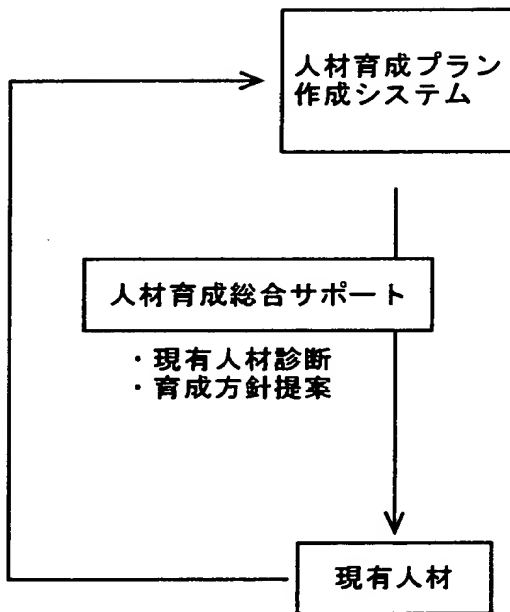 人材育成プラン
作成システム
人材育成総合サポート
・現有人材診断
・育成方針提案
現有人材